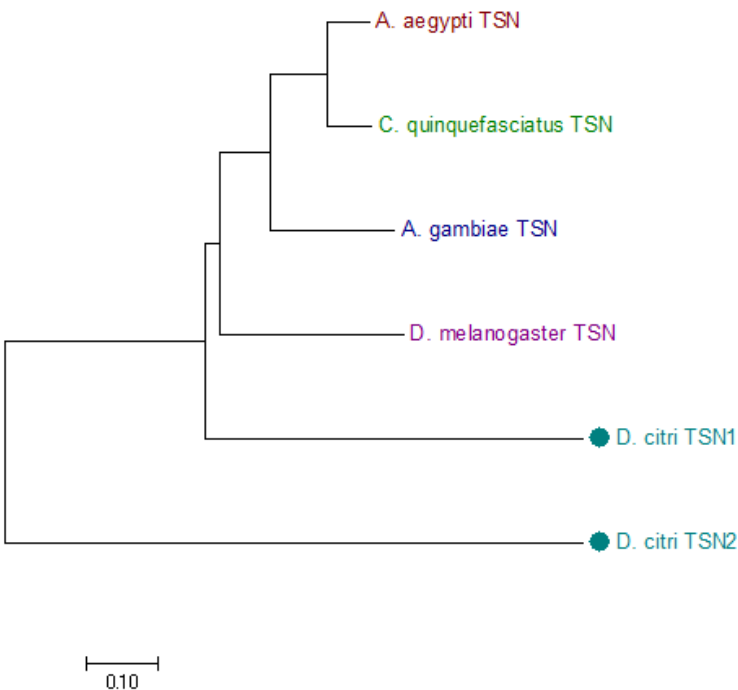 A. aegypti TSN
C. quinquefasciatus TSN
A. gambiae TSN
D. melanogaster TSN
D. citri TSN1
D. citri TSN2
0.10